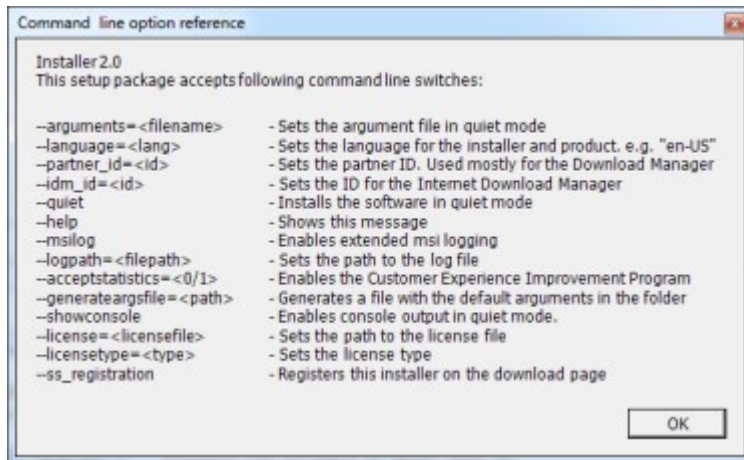 Command line option reference
Installer2.0
This setup package accepts following command line switches:
--arguments=<filename> - Sets the argument file in quiet mode
--language=<lang> - Sets the language for the installer and product. e.g. "en-US"
--partner_id=<id> - Sets the partner ID. Used mostly for the Download Manager
--idm_id=<id> - Sets the ID for the Internet Download Manager
--quiet - Installs the software in quiet mode
--help - Shows this message
--msilog - Enables extended msi logging
--logpath=<filepath> - Sets the path to the log file
--acceptstatistics=<0/1> - Enables the Customer Experience Improvement Program
--generateargsfile=<path> - Generates a file with the default arguments in the folder
--showconsole - Enables console output in quiet mode.
--license=<licensefile> - Sets the path to the license file
--licensetype=<type> - Sets the license type
--ss_registration - Registers this installer on the download page
OK